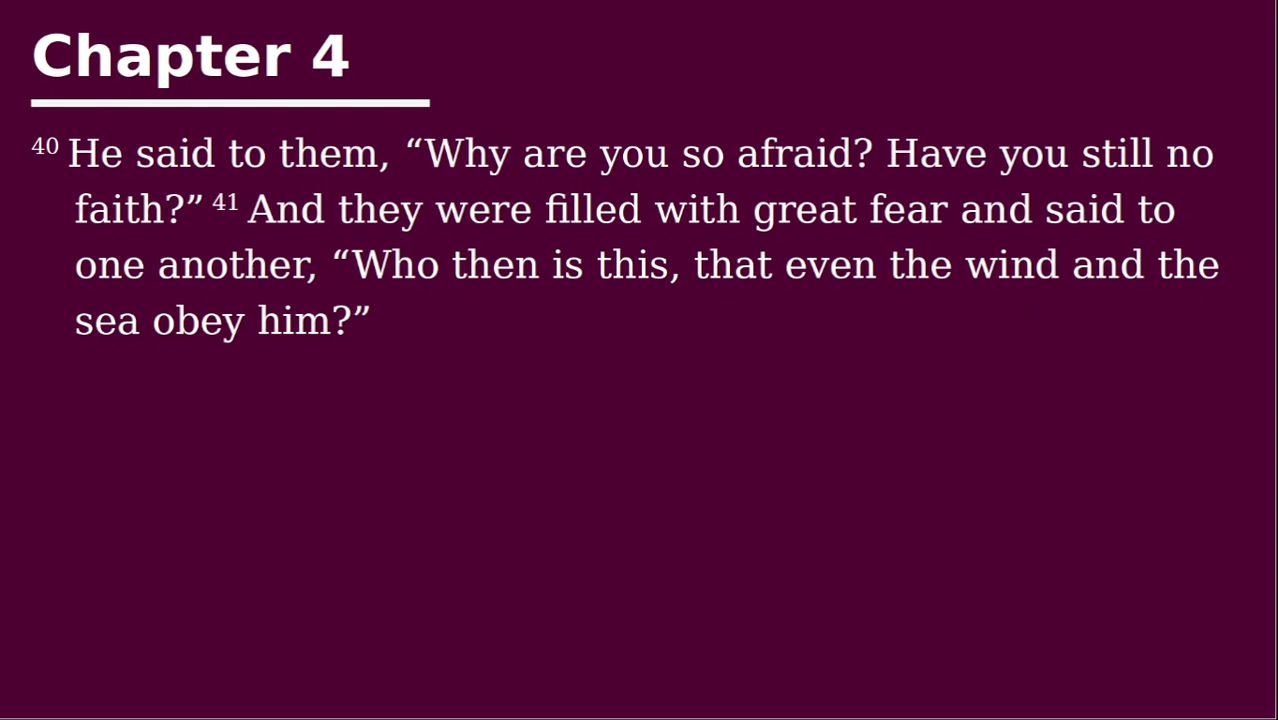 Chapter 4
40 He said to them, “Why are you so afraid? Have you still no
faith?” 41 And they were filled with great fear and said to
one another, “Who then is this, that even the wind and the
sea obey him?”